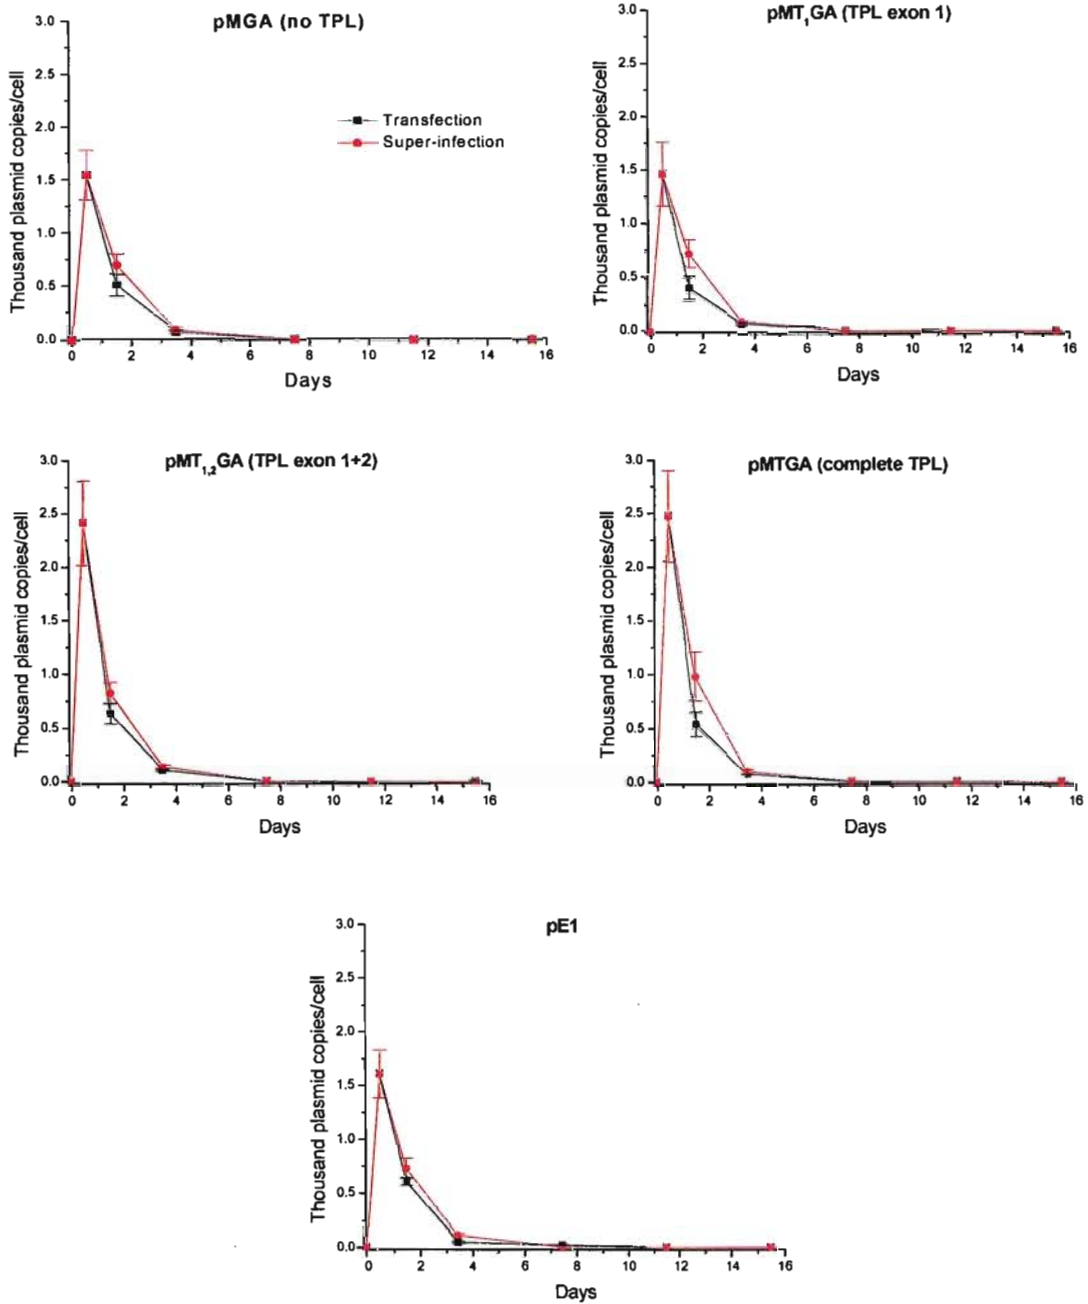 pMGA (no TPL)
3.0
2.5
2.0
1.5
1.0
0.5
0.0
Thousand plasmid copies/cell
Transfection
Super-infection
0 2 4 6 8 10 12 14 16
Days
pMT₁GA (TPL exon 1)
3.0
2.5
2.0
1.5
1.0
0.5
0.0
Thousand plasmid copies/cell
0 2 4 6 8 10 12 14 16
Days
pMT₁,₂GA (TPL exon 1+2)
3.0
2.5
2.0
1.5
1.0
0.5
0.0
Thousand plasmid copies/cell
0 2 4 6 8 10 12 14 16
Days
pMTGA (complete TPL)
3.0
2.5
2.0
1.5
1.0
0.5
0.0
Thousand plasmid copies/cell
0 2 4 6 8 10 12 14 16
Days
pE1
3.0
2.5
2.0
1.5
1.0
0.5
0.0
Thousand plasmid copies/cell
0 2 4 6 8 10 12 14 16
Days